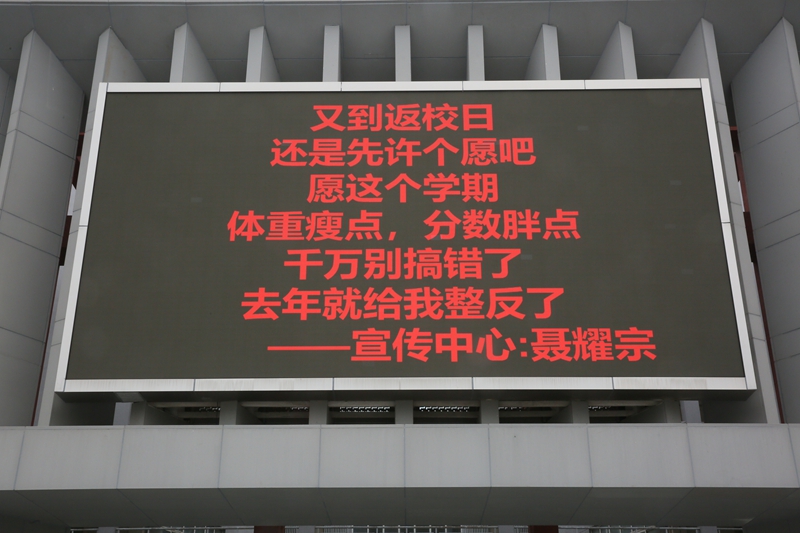 又到返校日
还是先许个愿吧
愿这个学期
体重瘦点，分数胖点
千万别搞错了
去年就给我整反了
——宣传中心:聂耀宗